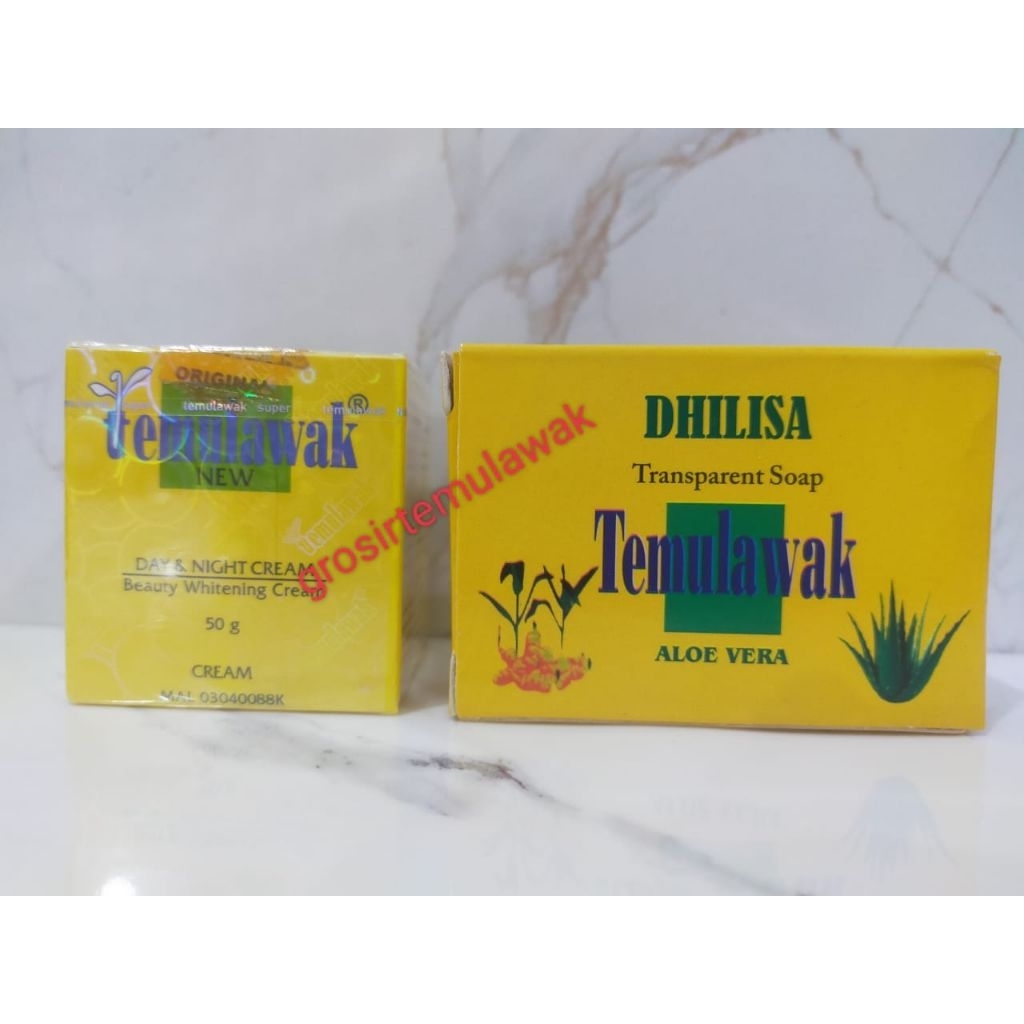 ORIGINAL
temulawak super
temulawak®
NEW
DAY & NIGHT CREAM
Beauty Whitening Cream
50 g
CREAM
MAL 03040088K
grosirtemulawak
DHILISA
Transparent Soap
Temulawak
ALOE VERA